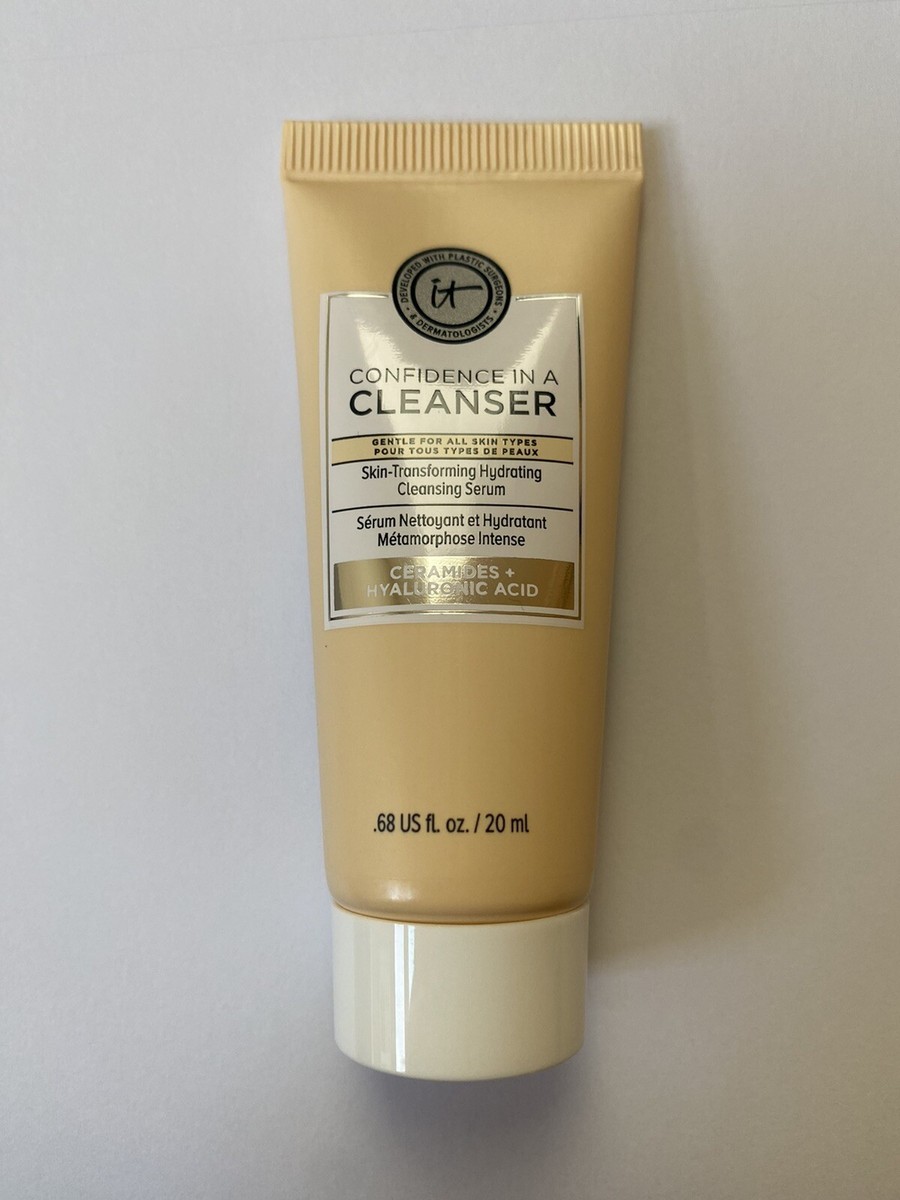 DEVELOPED WITH PLASTIC SURGEONS
& DERMATOLOGISTS
it
CONFIDENCE IN A
CLEANSER
GENTLE FOR ALL SKIN TYPES
POUR TOUS TYPES DE PEAUX
Skin-Transforming Hydrating
Cleansing Serum
Sérum Nettoyant et Hydratant
Métamorphose Intense
CERAMIDES +
HYALURONIC ACID
.68 US fl. oz. / 20 ml